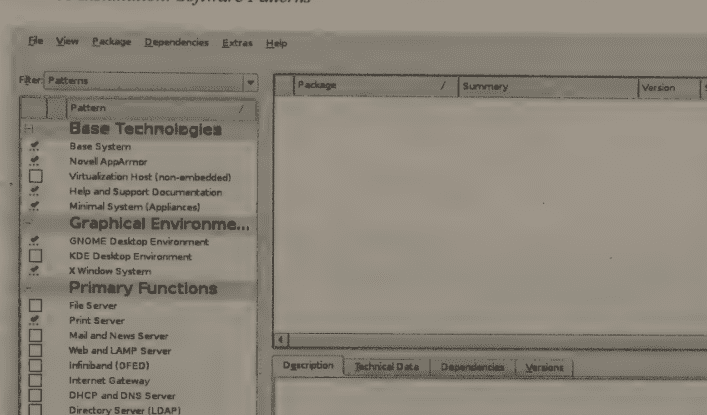 Software Patterns
File View Package Dependencies Extras Help
Filter: Patterns
Pattern
Package Summary Version
Base Technologies
Base System
Novell AppArmor
Virtualization Host (non-embedded)
Help and Support Documentation
Minimal System (Appliances)
Graphical Environme...
GNOME Desktop Environment
KDE Desktop Environment
X Window System
Primary Functions
File Server
Print Server
Mail and News Server
Web and LAMP Server
Infiniband (OFED)
Internet Gateway
DHCP and DNS Server
Directory Server (LDAP)
Description Technical Data Dependencies Versions